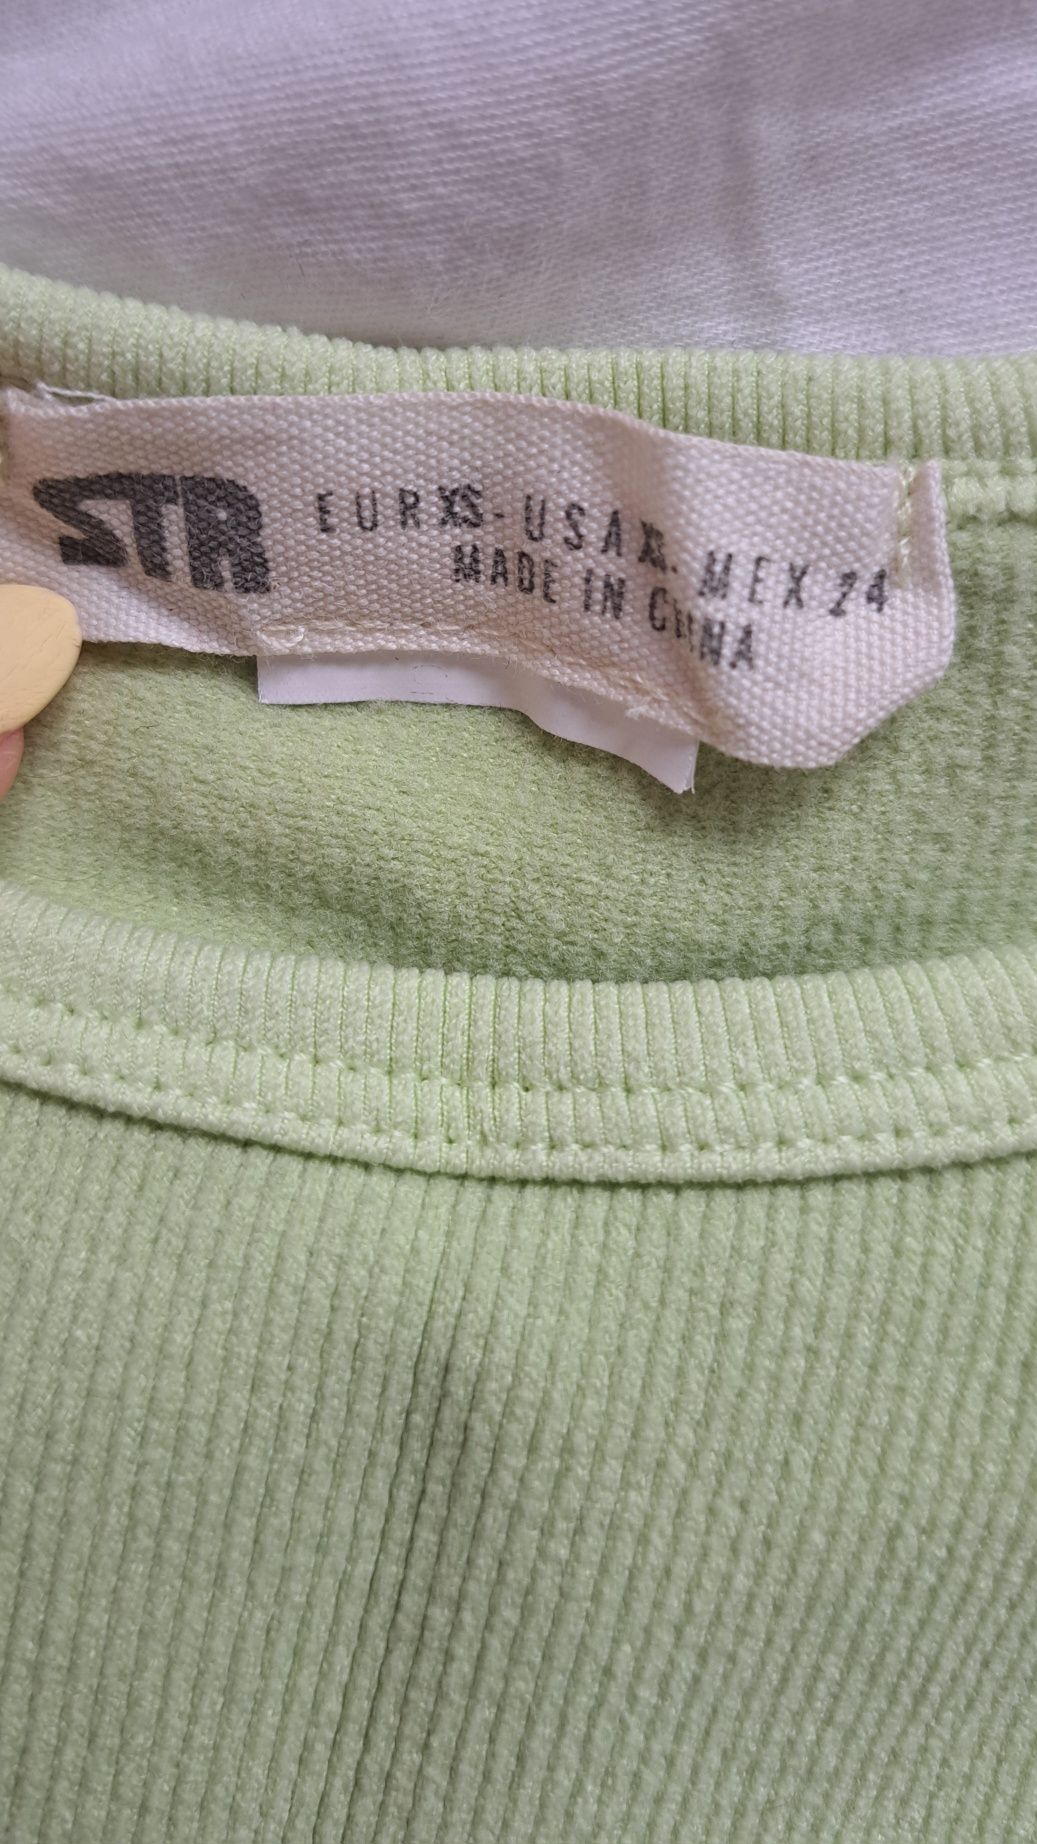 STR
EUR XS - USA XS - MEX 24
MADE IN CHINA